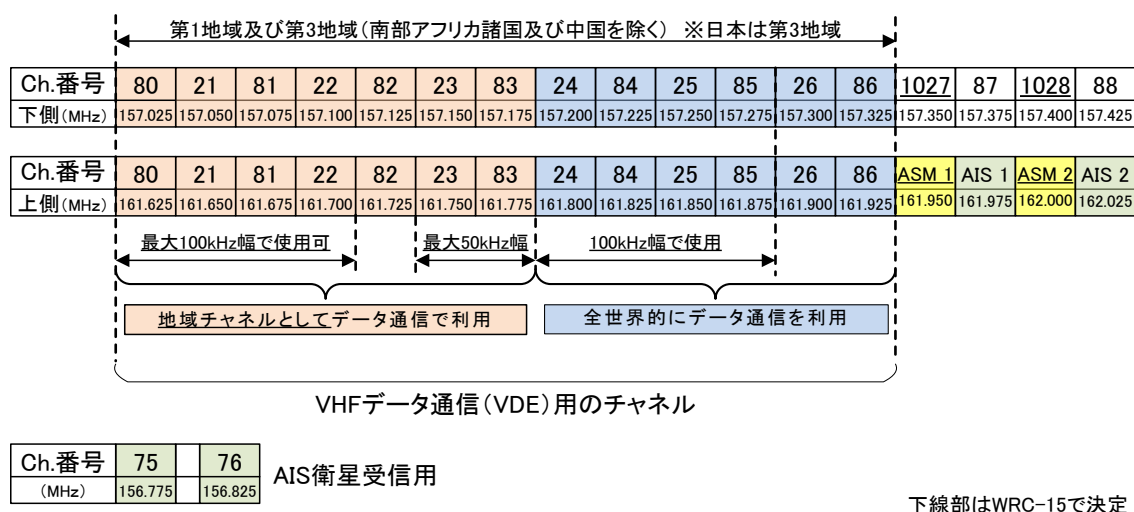 第1地域及び第3地域(南部アフリカ諸国及び中国を除く) ※日本は第3地域
Ch.番号 80 21 81 22 82 23 83 24 84 25 85 26 86 1027 87 1028 88
下側(MHz) 157.025 157.050 157.075 157.100 157.125 157.150 157.175 157.200 157.225 157.250 157.275 157.300 157.325 157.350 157.375 157.400 157.425
Ch.番号 80 21 81 22 82 23 83 24 84 25 85 26 86 ASM 1 AIS 1 ASM 2 AIS 2
上側(MHz) 161.625 161.650 161.675 161.700 161.725 161.750 161.775 161.800 161.825 161.850 161.875 161.900 161.925 161.950 161.975 162.000 162.025
最大100kHz幅で使用可 最大50kHz幅 100kHz幅で使用
地域チャネルとしてデータ通信で利用 全世界的にデータ通信を利用
VHFデータ通信(VDE)用のチャネル
Ch.番号 75 76
(MHz) 156.775 156.825
AIS衛星受信用
下線部はWRC-15で決定